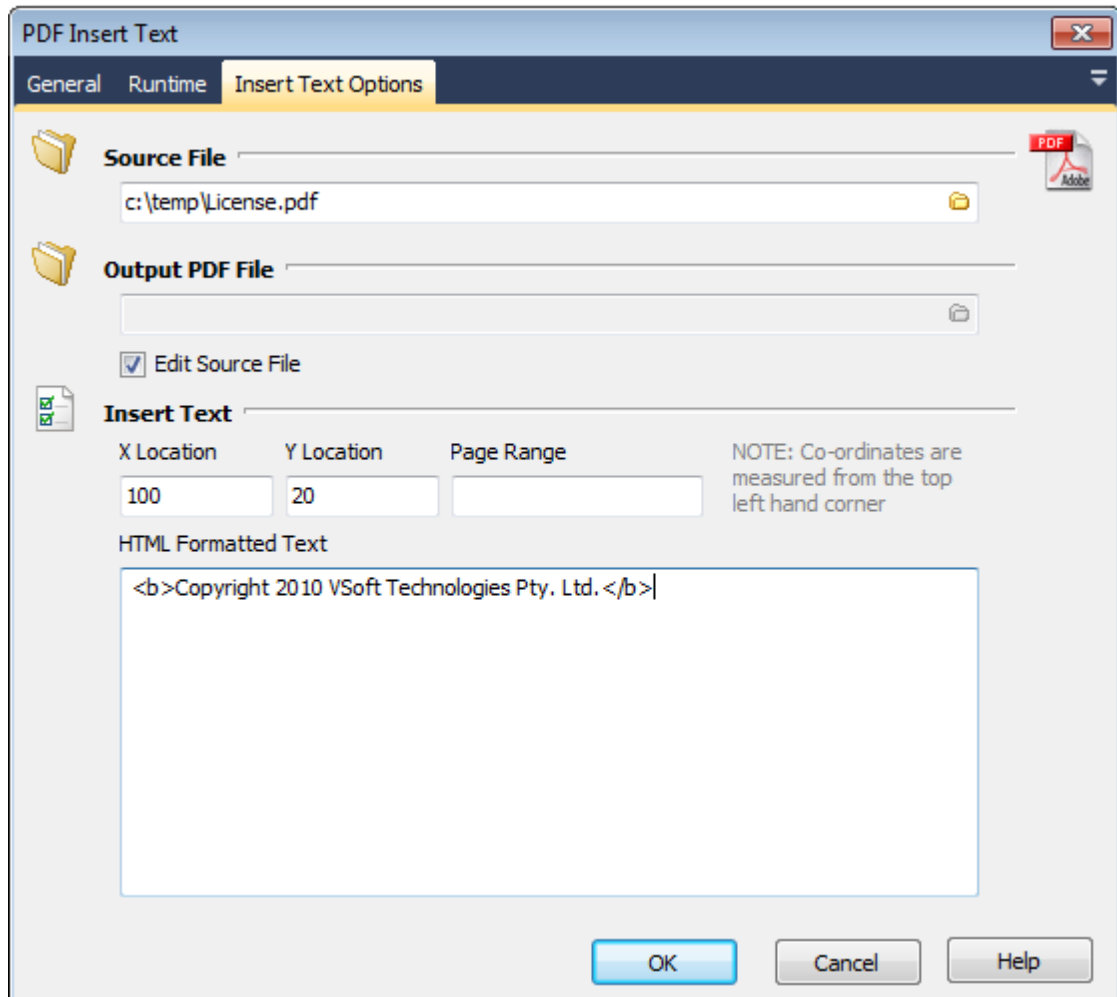 PDF Insert Text
General Runtime Insert Text Options
Source File
PDF
Adobe
c:\temp\License.pdf
Output PDF File
Edit Source File
Insert Text
X Location Y Location Page Range
NOTE: Co-ordinates are
measured from the top
left hand corner
100 20
HTML Formatted Text
<b>Copyright 2010 VSoft Technologies Pty. Ltd.</b>
OK Cancel Help